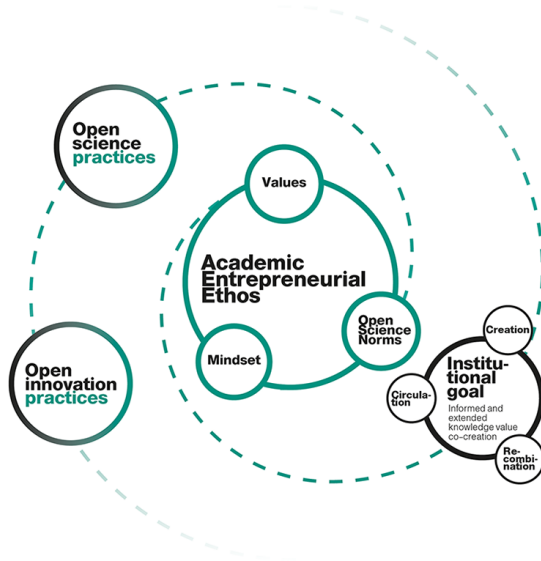 Open
science
practices
Values
Academic
Entrepreneurial
Ethos
Open
Science
Norms
Mindset
Creation
Open
innovation
practices
Institu-
tional
goal
Informed and
extended
knowledge value
co-creation
Circula-
tion
Re-
combi-
nation